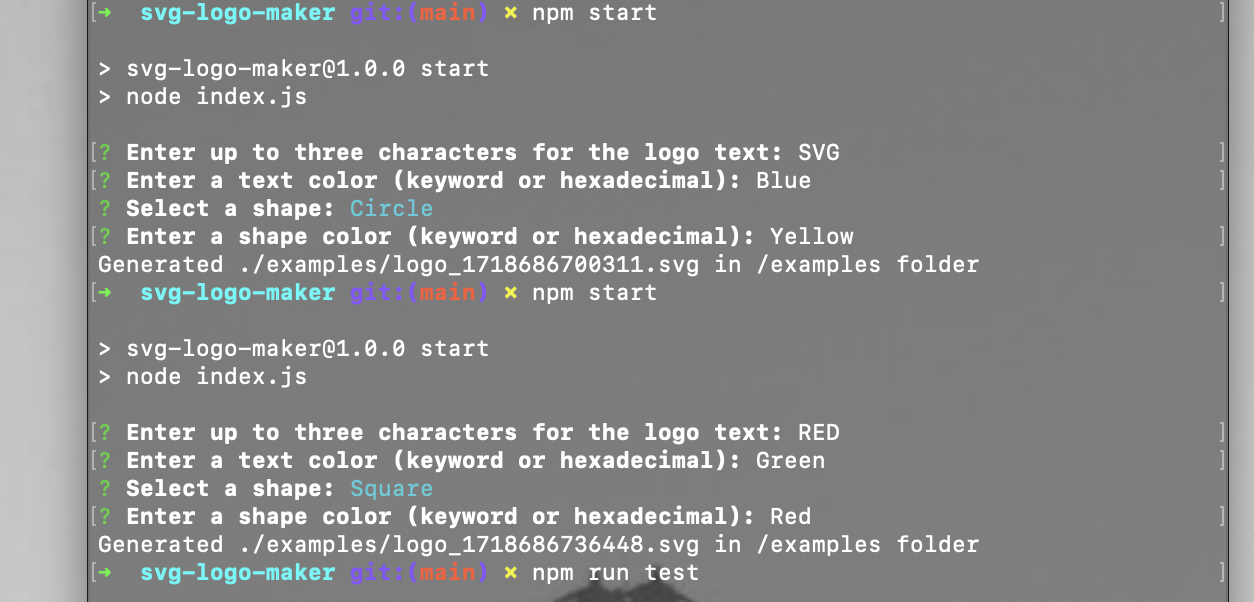 [➜  svg-logo-maker git:(main) ✗ npm start ]
> svg-logo-maker@1.0.0 start
> node index.js
[? Enter up to three characters for the logo text: SVG ]
[? Enter a text color (keyword or hexadecimal): Blue ]
? Select a shape: Circle
[? Enter a shape color (keyword or hexadecimal): Yellow ]
Generated ./examples/logo_1718686700311.svg in /examples folder
[➜  svg-logo-maker git:(main) ✗ npm start ]
> svg-logo-maker@1.0.0 start
> node index.js
[? Enter up to three characters for the logo text: RED ]
[? Enter a text color (keyword or hexadecimal): Green ]
? Select a shape: Square
[? Enter a shape color (keyword or hexadecimal): Red ]
Generated ./examples/logo_1718686736448.svg in /examples folder
[➜  svg-logo-maker git:(main) ✗ npm run test ]